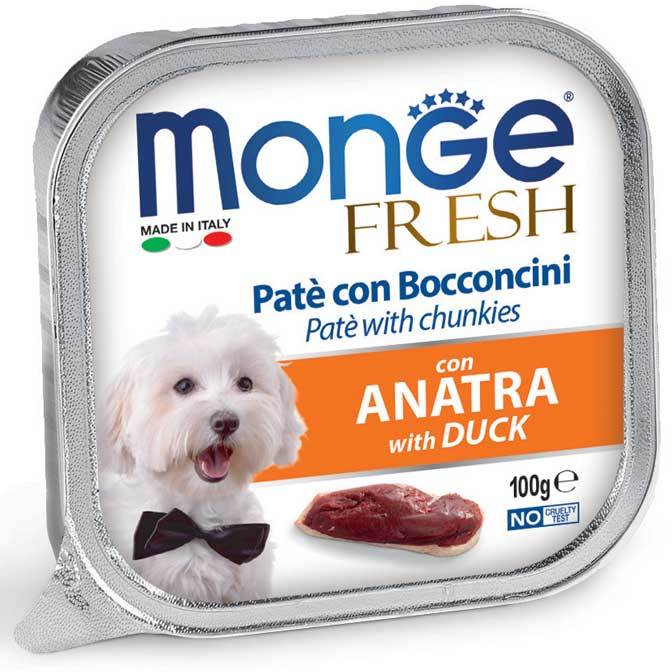 monGe®
FRESH
MADE IN ITALY
Patè con Bocconcini
Patè with chunkies
con
ANATRA
with DUCK
100g℮
NO CRUELTY
TEST